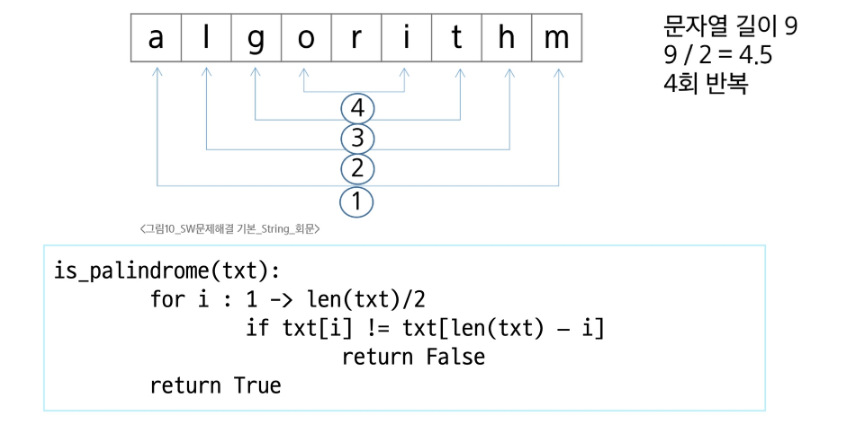 a l g o r i t h m
문자열 길이 9
9 / 2 = 4.5
4회 반복
4
3
2
1
<그림10_SW문제해결 기본_String_회문>
is_palindrome(txt):
for i : 1 -> len(txt)/2
if txt[i] != txt[len(txt) – i]
return False
return True